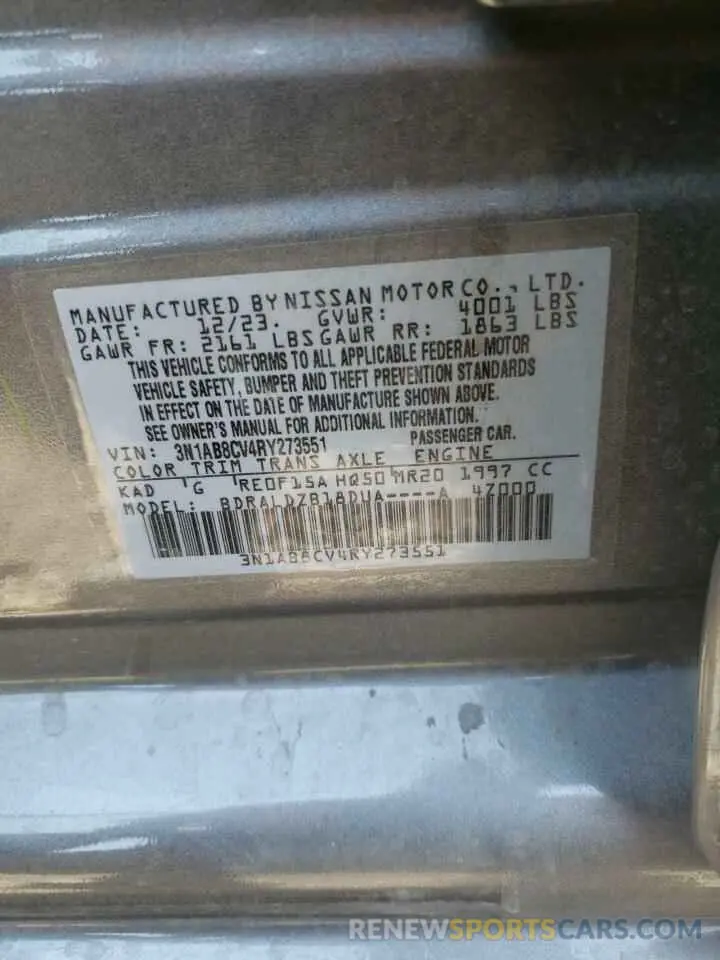 MANUFACTURED BY NISSAN MOTOR CO., LTD.
DATE: 12/23. GVWR: 4001 LBS
GAWR FR: 2161 LBS GAWR RR: 1863 LBS
THIS VEHICLE CONFORMS TO ALL APPLICABLE FEDERAL MOTOR
VEHICLE SAFETY, BUMPER AND THEFT PREVENTION STANDARDS
IN EFFECT ON THE DATE OF MANUFACTURE SHOWN ABOVE.
SEE OWNER'S MANUAL FOR ADDITIONAL INFORMATION.
VIN: 3N1AB8CV4RY273551 PASSENGER CAR.
COLOR TRIM TRANS AXLE ENGINE
KAD G RE0F15A HQ50 MR20 1997 CC
MODEL: BDRALDZB18DUA----A 47000
3N1AB8CV4RY273551
RENEWSPORTSCARS.COM